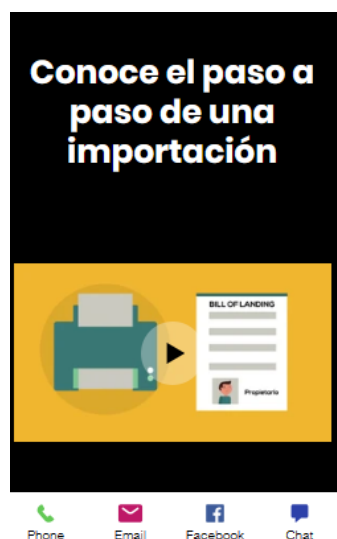 Conoce el paso a
paso de una
importación
BILL OF LANDING
Propietario
Phone Email Facebook Chat